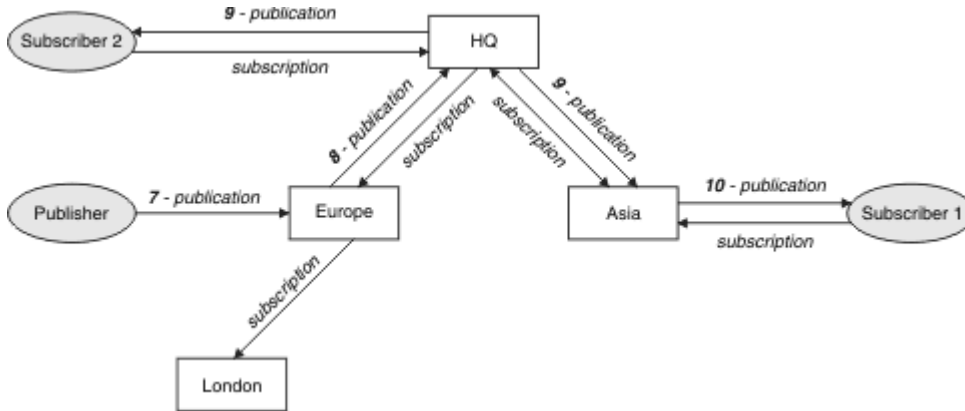 9 - publication
Subscriber 2
HQ
subscription
8 - publication
subscription
subscription
9 - publication
7 - publication
Publisher
Europe
Asia
10 - publication
Subscriber 1
subscription
subscription
London